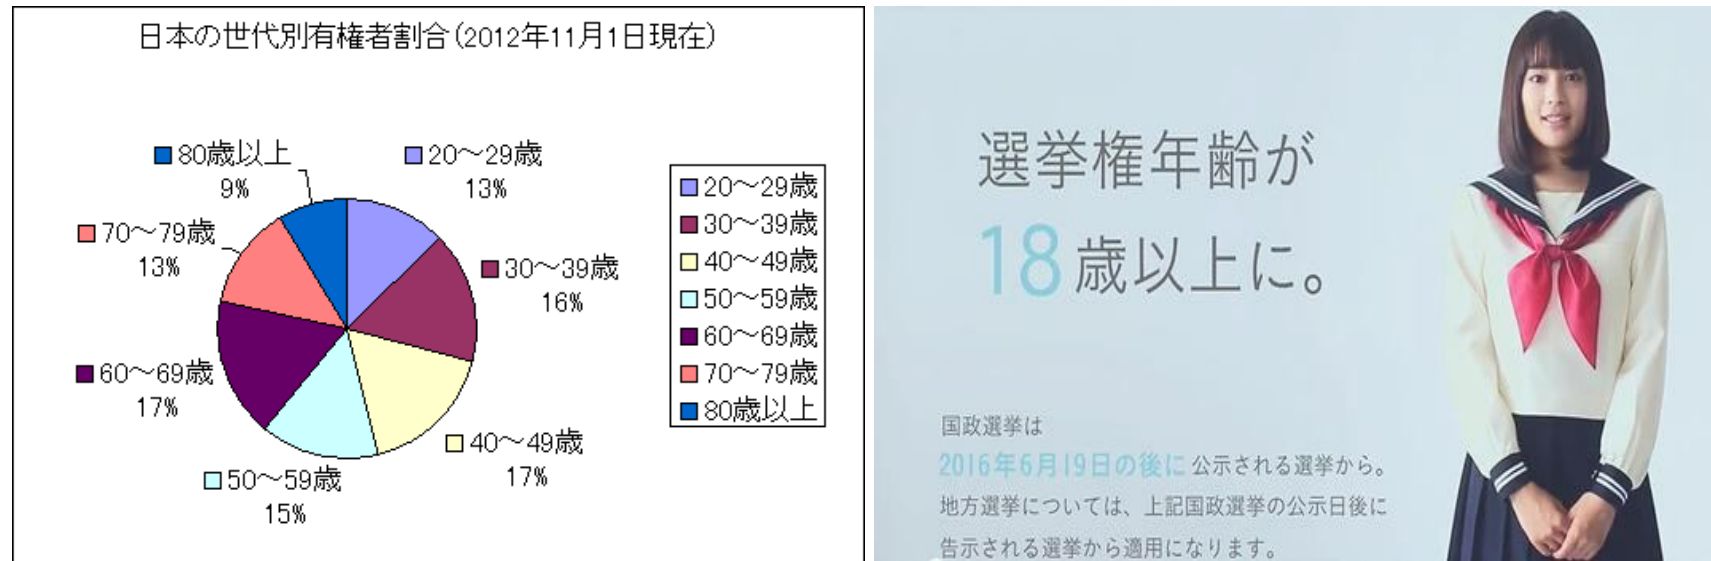 日本の世代別有権者割合(2012年11月1日現在)
80歳以上
9%
20～29歳
13%
70～79歳
13%
30～39歳
16%
60～69歳
17%
40～49歳
17%
50～59歳
15%
20～29歳
30～39歳
40～49歳
50～59歳
60～69歳
70～79歳
80歳以上
選挙権年齢が
18歳以上に。
国政選挙は
2016年6月19日の後に公示される選挙から。
地方選挙については、上記国政選挙の公示日後に
告示される選挙から適用になります。